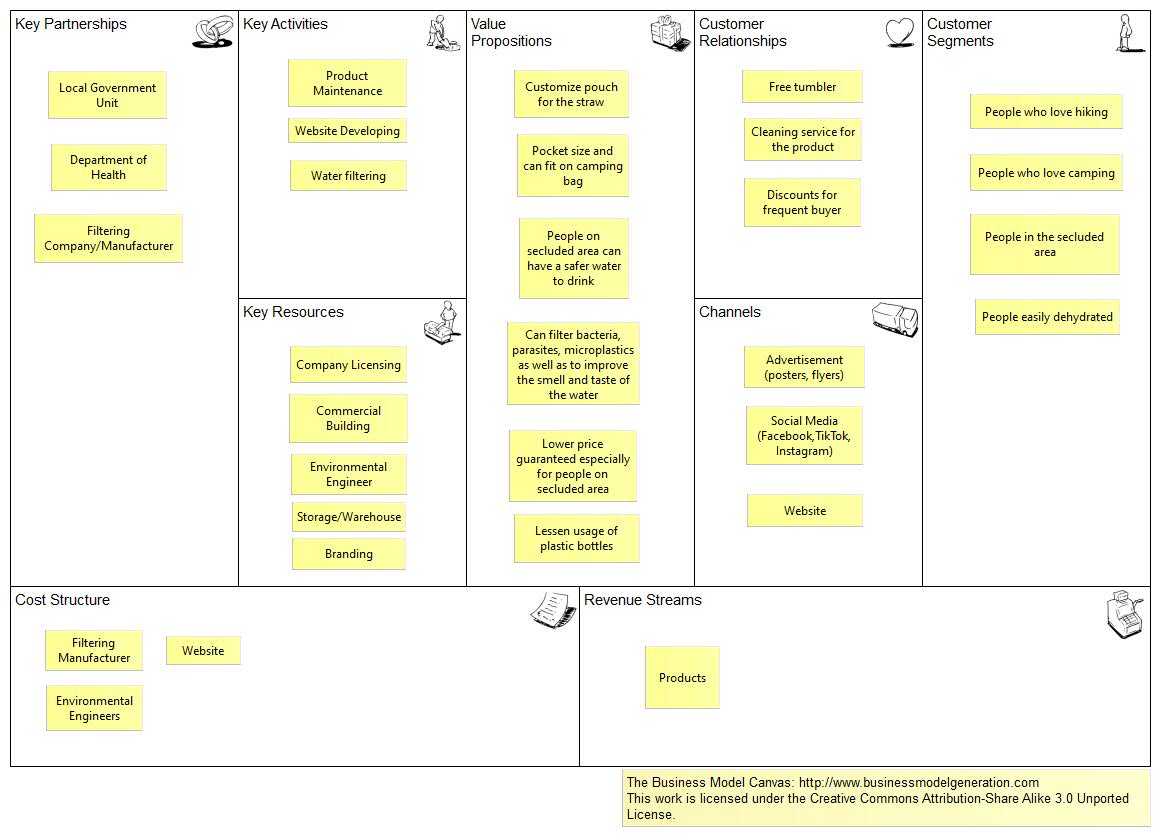 Key Partnerships
Local Government
Unit
Department of
Health
Filtering
Company/Manufacturer
Key Activities
Product
Maintenance
Website Developing
Water filtering
Key Resources
Company Licensing
Commercial
Building
Environmental
Engineer
Storage/Warehouse
Branding
Value
Propositions
Customize pouch
for the straw
Pocket size and
can fit on camping
bag
People on
secluded area can
have a safer water
to drink
Can filter bacteria,
parasites, microplastics
as well as to improve
the smell and taste of
the water
Lower price
guaranteed especially
for people on
secluded area
Lessen usage of
plastic bottles
Customer
Relationships
Free tumbler
Cleaning service for
the product
Discounts for
frequent buyer
Channels
Advertisement
(posters, flyers)
Social Media
(Facebook,TikTok,
Instagram)
Website
Customer
Segments
People who love hiking
People who love camping
People in the secluded
area
People easily dehydrated
Cost Structure
Filtering
Manufacturer
Website
Environmental
Engineers
Revenue Streams
Products
The Business Model Canvas: http://www.businessmodelgeneration.com
This work is licensed under the Creative Commons Attribution-Share Alike 3.0 Unported
License.